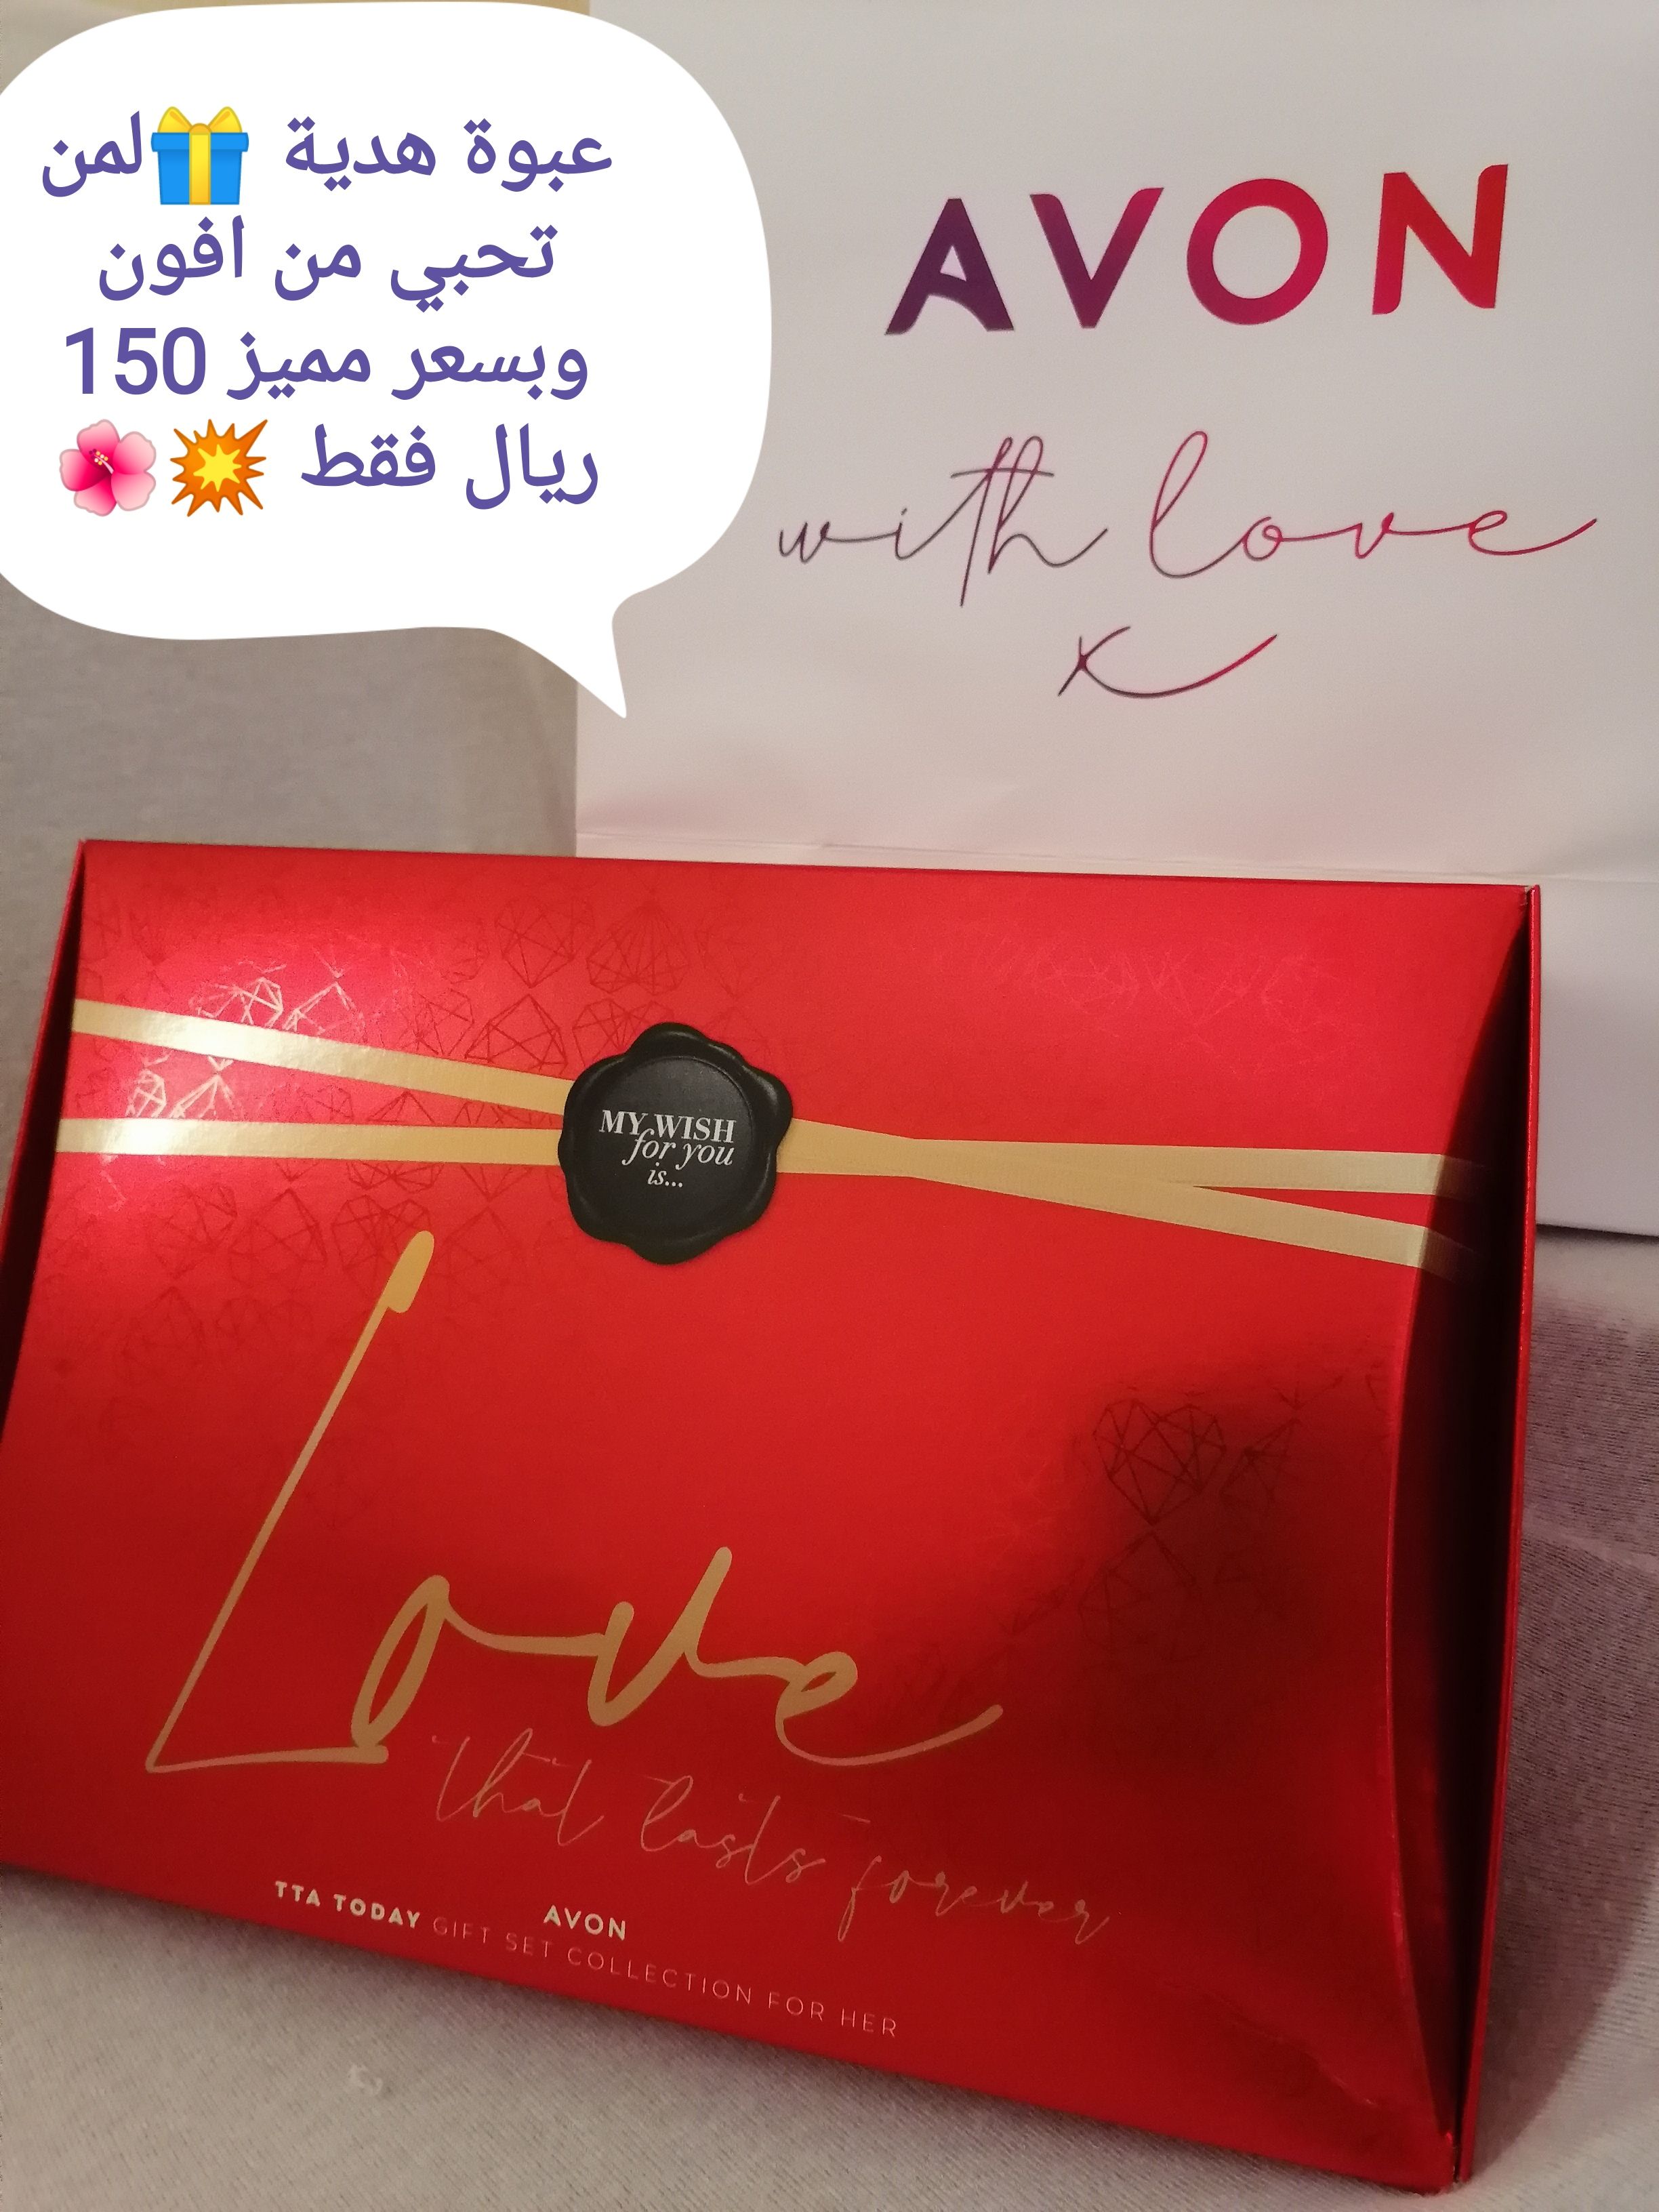 عبوة هدية 🎁لمن
تحبي من افون
وبسعر مميز 150
ريال فقط 💥🌺
AVON
with love
x
MY WISH
for you
is...
Love
that lasts forever
AVON
TTA TODAY GIFT SET COLLECTION FOR HER